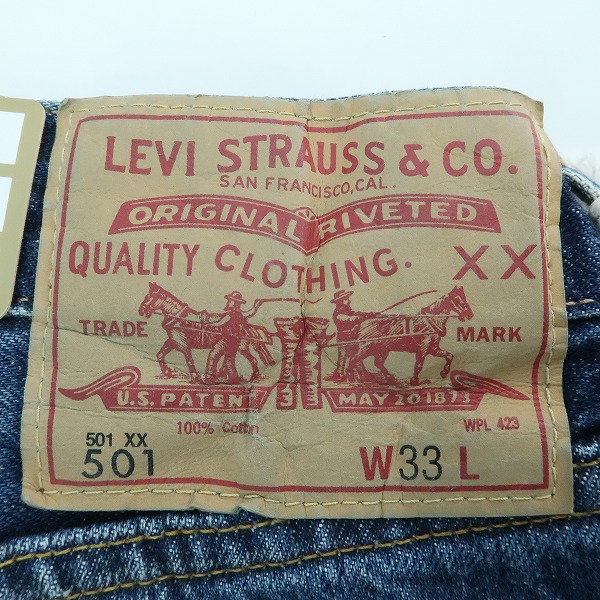 LEVI STRAUSS & CO.
SAN FRANCISCO, CAL.
ORIGINAL RIVETED
QUALITY CLOTHING. XX
TRADE MARK
U.S. PATENT MAY 20 1873
100% Cotton WPL 423
501 XX
501 W33 L